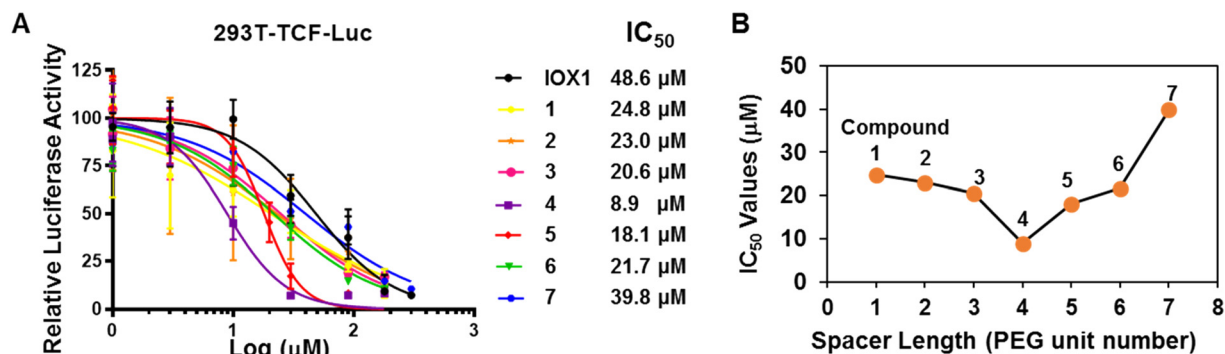 A
293T-TCF-Luc
Relative Luciferase Activity
125
100
75
50
25
0
0
1
2
3
Log (µM)
IC50
IOX1 48.6 µM
1 24.8 µM
2 23.0 µM
3 20.6 µM
4 8.9 µM
5 18.1 µM
6 21.7 µM
7 39.8 µM
B
IC50 Values (µM)
50
40
30
20
10
0
Compound
1
2
3
4
5
6
7
0 1 2 3 4 5 6 7 8
Spacer Length (PEG unit number)